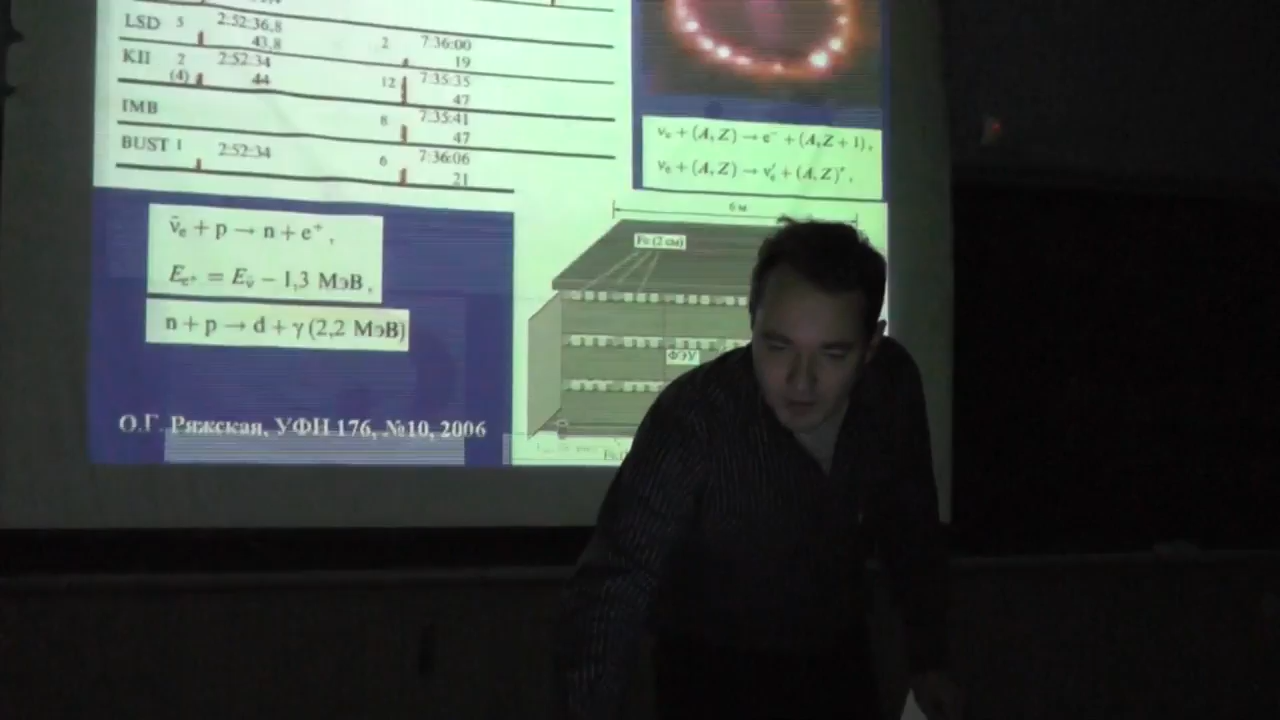 LSD 5 2:52:36,8
43,8 2 7:36:00
KII 2 2:52:34 19
(4) 44 12 7:35:35
47
IMB 8 7:35:41
47
BUST 1 2:52:34 6 7:36:06
21
νₑ + (A, Z) → e⁻ + (A, Z + 1),
νₑ + (A, Z) → ν′ₑ + (A, Z)*,
ν̃ₑ + p → n + e⁺,
E_e⁺ = E_ν̃ − 1,3 МэВ,
n + p → d + γ (2,2 МэВ)
6 м
Fe (2 см)
ФЭУ
О.Г. Ряжская, УФН 176, №10, 2006